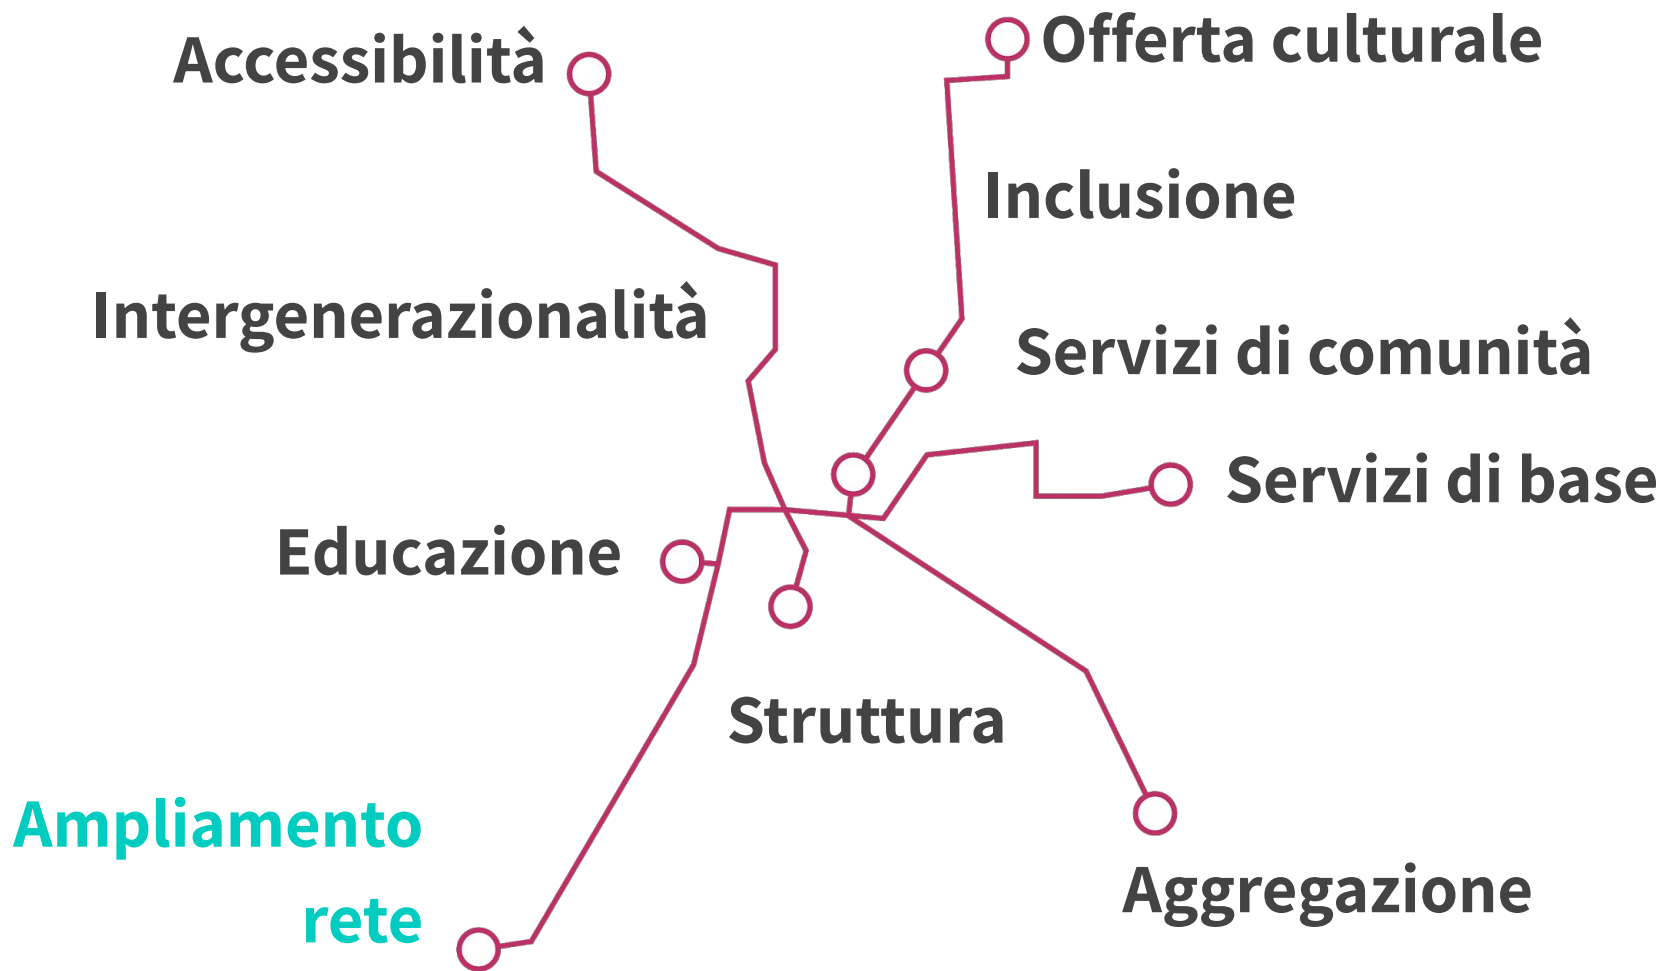 Accessibilità
Offerta culturale
Inclusione
Intergenerazionalità
Servizi di comunità
Servizi di base
Educazione
Struttura
Ampliamento
rete
Aggregazione